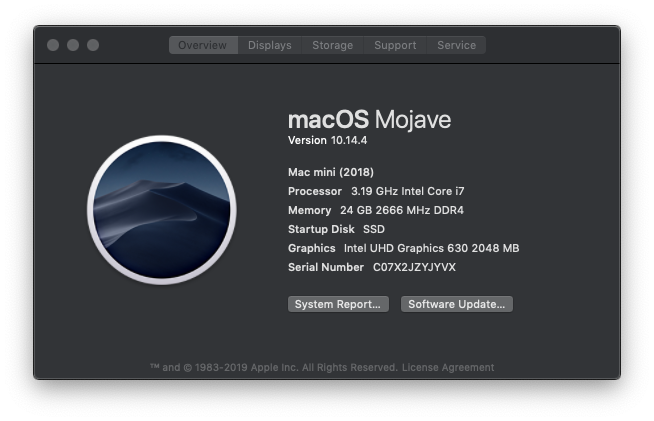 Overview Displays Storage Support Service
macOS Mojave
Version 10.14.4
Mac mini (2018)
Processor 3.19 GHz Intel Core i7
Memory 24 GB 2666 MHz DDR4
Startup Disk SSD
Graphics Intel UHD Graphics 630 2048 MB
Serial Number C07X2JZYJYVX
System Report... Software Update...
™ and © 1983-2019 Apple Inc. All Rights Reserved. License Agreement